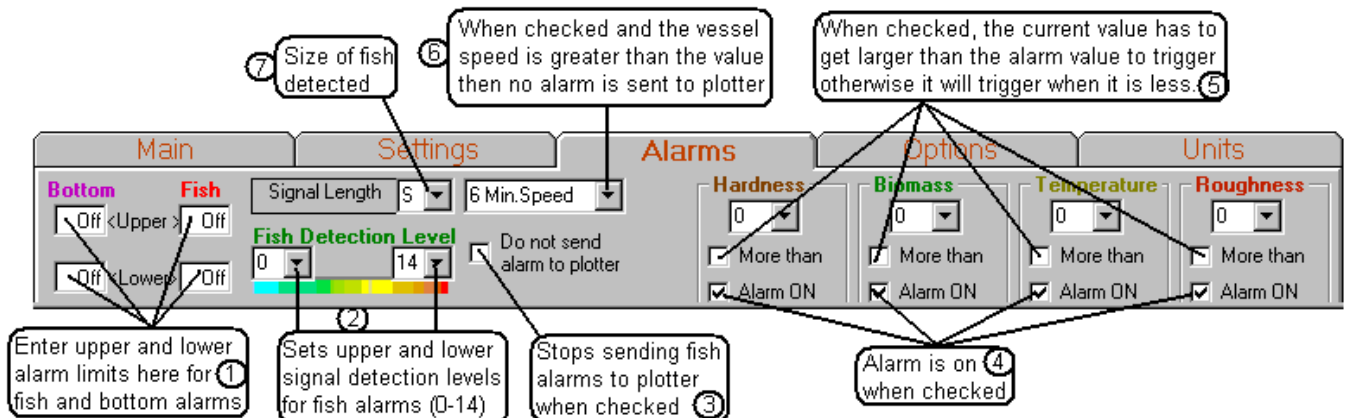 ⑦ Size of fish
detected
⑥ When checked and the vessel
speed is greater than the value
then no alarm is sent to plotter
When checked, the current value has to
get larger than the alarm value to trigger
otherwise it will trigger when it is less. ⑤
Main Settings Alarms Options Units
Bottom Fish
Off <Upper > Off
Off <Lower> Off
Signal Length S 6 Min.Speed
Fish Detection Level
0 14
Do not send
alarm to plotter
Hardness Biomass Temperature Roughness
0 0 0 0
More than More than More than More than
Alarm ON Alarm ON Alarm ON Alarm ON
Enter upper and lower
alarm limits here for ①
fish and bottom alarms
②
Sets upper and lower
signal detection levels
for fish alarms (0-14)
Stops sending fish
alarms to plotter
when checked ③
Alarm is on ④
when checked